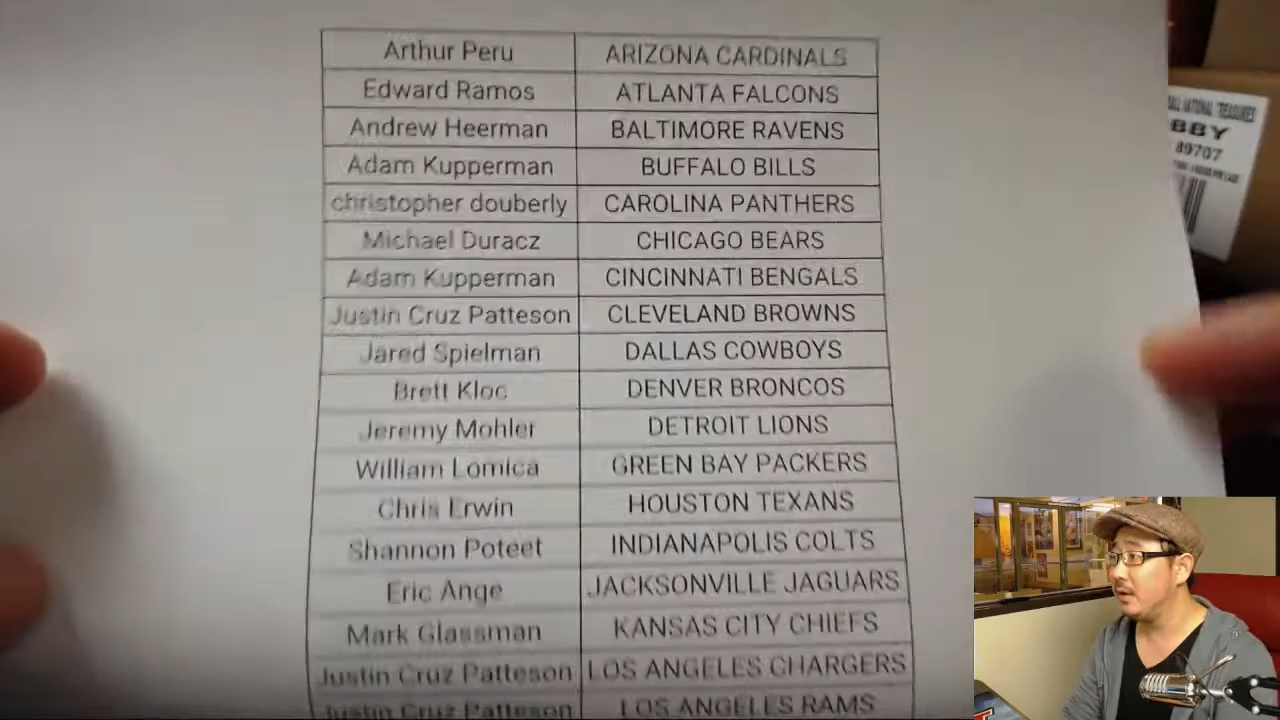 Arthur Peru ARIZONA CARDINALS
Edward Ramos ATLANTA FALCONS
Andrew Heerman BALTIMORE RAVENS
Adam Kupperman BUFFALO BILLS
christopher douberly CAROLINA PANTHERS
Michael Duracz CHICAGO BEARS
Adam Kupperman CINCINNATI BENGALS
Justin Cruz Patteson CLEVELAND BROWNS
Jared Spielman DALLAS COWBOYS
Brett Kloc DENVER BRONCOS
Jeremy Mohler DETROIT LIONS
William Lomica GREEN BAY PACKERS
Chris Erwin HOUSTON TEXANS
Shannon Poteet INDIANAPOLIS COLTS
Eric Ange JACKSONVILLE JAGUARS
Mark Glassman KANSAS CITY CHIEFS
Justin Cruz Patteson LOS ANGELES CHARGERS
Justin Cruz Patteson LOS ANGELES RAMS
NATIONAL TREASURES
BBY
89707